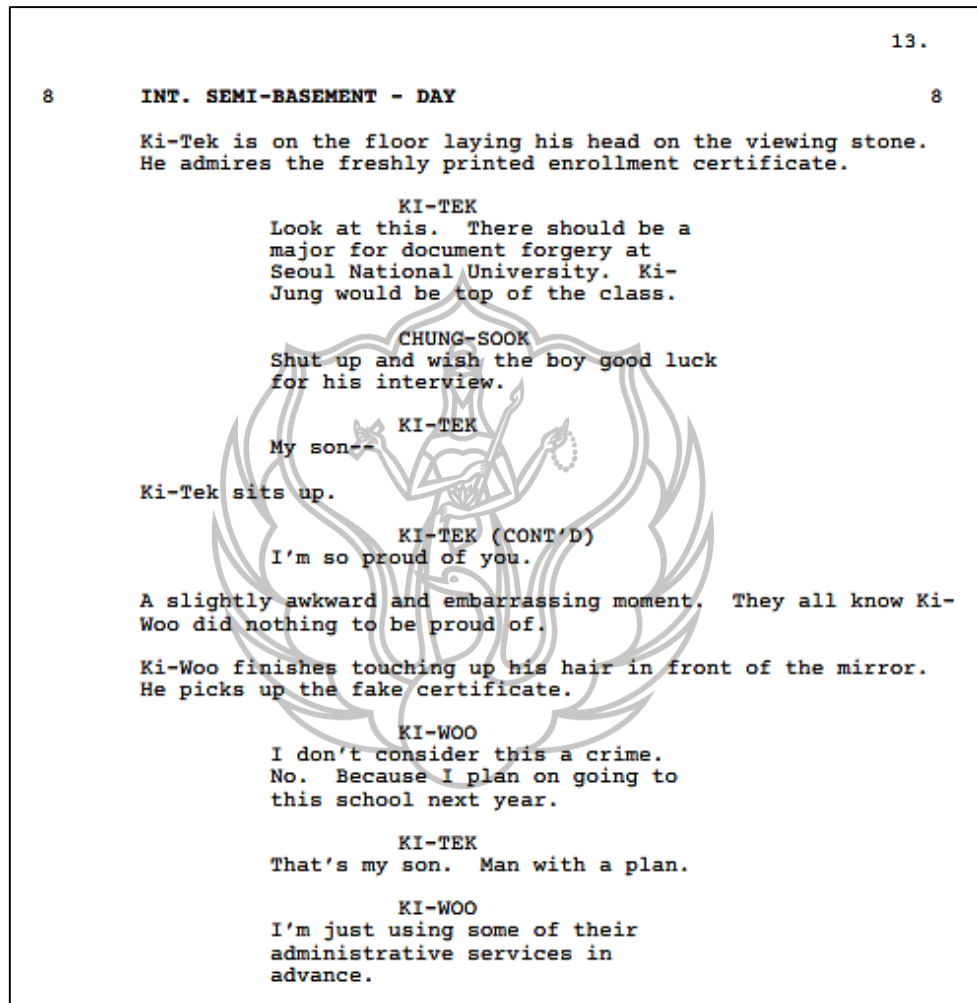 13.
8 INT. SEMI-BASEMENT - DAY 8
Ki-Tek is on the floor laying his head on the viewing stone.
He admires the freshly printed enrollment certificate.
KI-TEK
Look at this. There should be a
major for document forgery at
Seoul National University. Ki-
Jung would be top of the class.
CHUNG-SOOK
Shut up and wish the boy good luck
for his interview.
KI-TEK
My son--
Ki-Tek sits up.
KI-TEK (CONT'D)
I'm so proud of you.
A slightly awkward and embarrassing moment. They all know Ki-
Woo did nothing to be proud of.
Ki-Woo finishes touching up his hair in front of the mirror.
He picks up the fake certificate.
KI-WOO
I don't consider this a crime.
No. Because I plan on going to
this school next year.
KI-TEK
That's my son. Man with a plan.
KI-WOO
I'm just using some of their
administrative services in
advance.